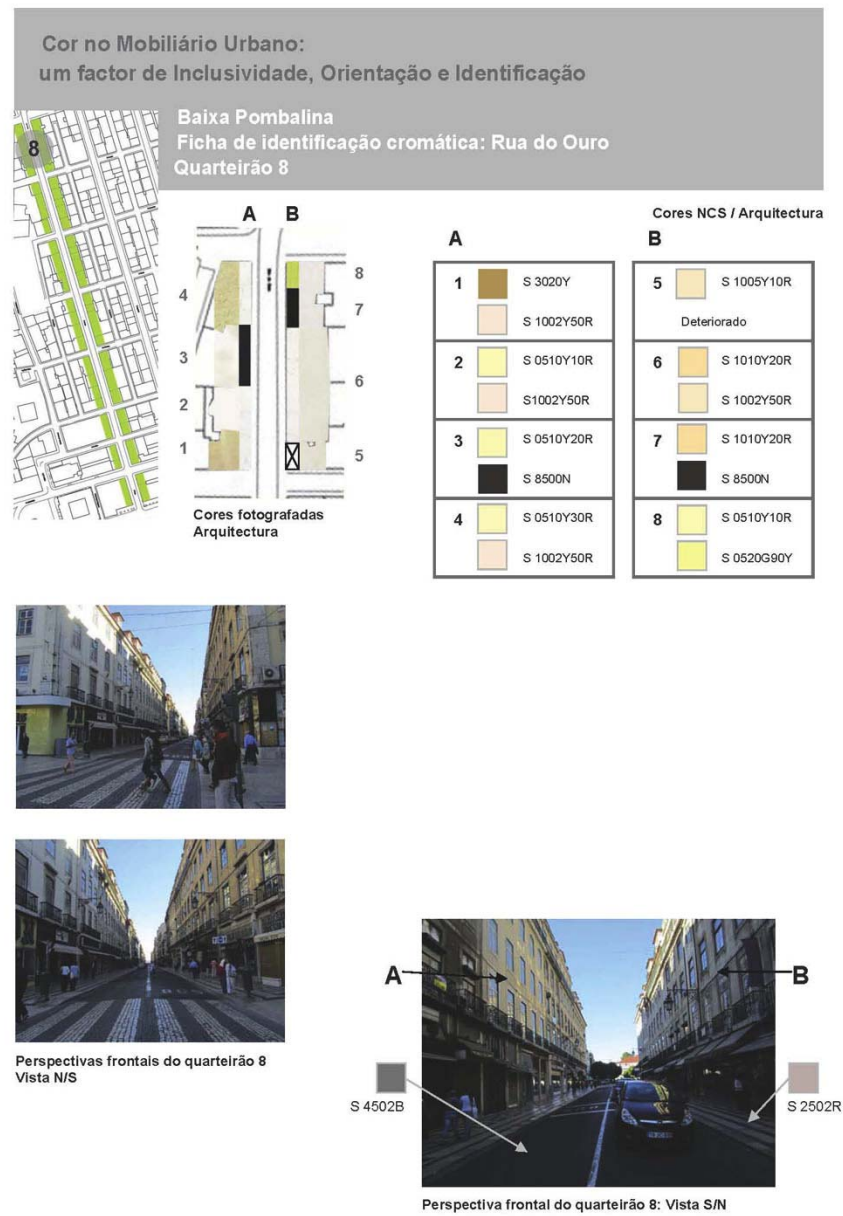 Cor no Mobiliário Urbano:
um factor de Inclusividade, Orientação e Identificação
Baixa Pombalina
Ficha de identificação cromática: Rua do Ouro
Quarteirão 8
8
A B
4
3
2
1
8
7
6
5
Cores fotografadas
Arquitectura
Cores NCS / Arquitectura
A
1 S 3020Y
S 1002Y50R
2 S 0510Y10R
S1002Y50R
3 S 0510Y20R
S 8500N
4 S 0510Y30R
S 1002Y50R
B
5 S 1005Y10R
Deteriorado
6 S 1010Y20R
S 1002Y50R
7 S 1010Y20R
S 8500N
8 S 0510Y10R
S 0520G90Y
Perspectivas frontais do quarteirão 8
Vista N/S
A
B
S 4502B
S 2502R
Perspectiva frontal do quarteirão 8: Vista S/N